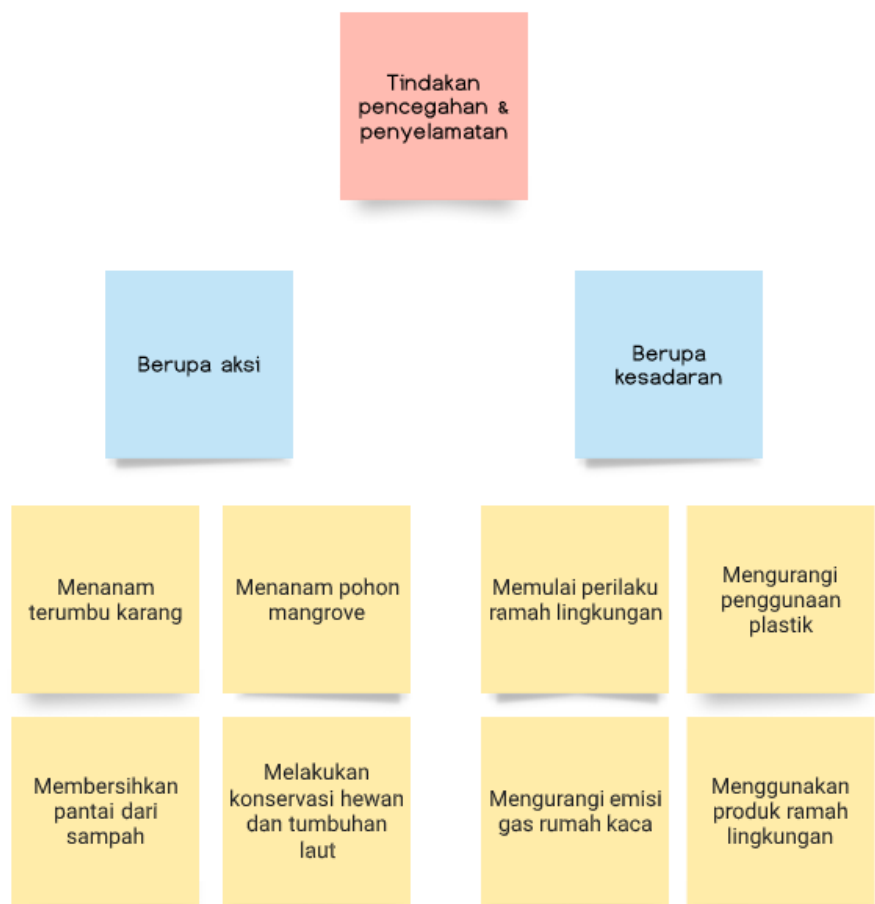 Tindakan
pencegahan &
penyelamatan
Berupa aksi
Berupa
kesadaran
Menanam
terumbu karang
Menanam pohon
mangrove
Memulai perilaku
ramah lingkungan
Mengurangi
penggunaan
plastik
Membersihkan
pantai dari
sampah
Melakukan
konservasi hewan
dan tumbuhan
laut
Mengurangi emisi
gas rumah kaca
Menggunakan
produk ramah
lingkungan